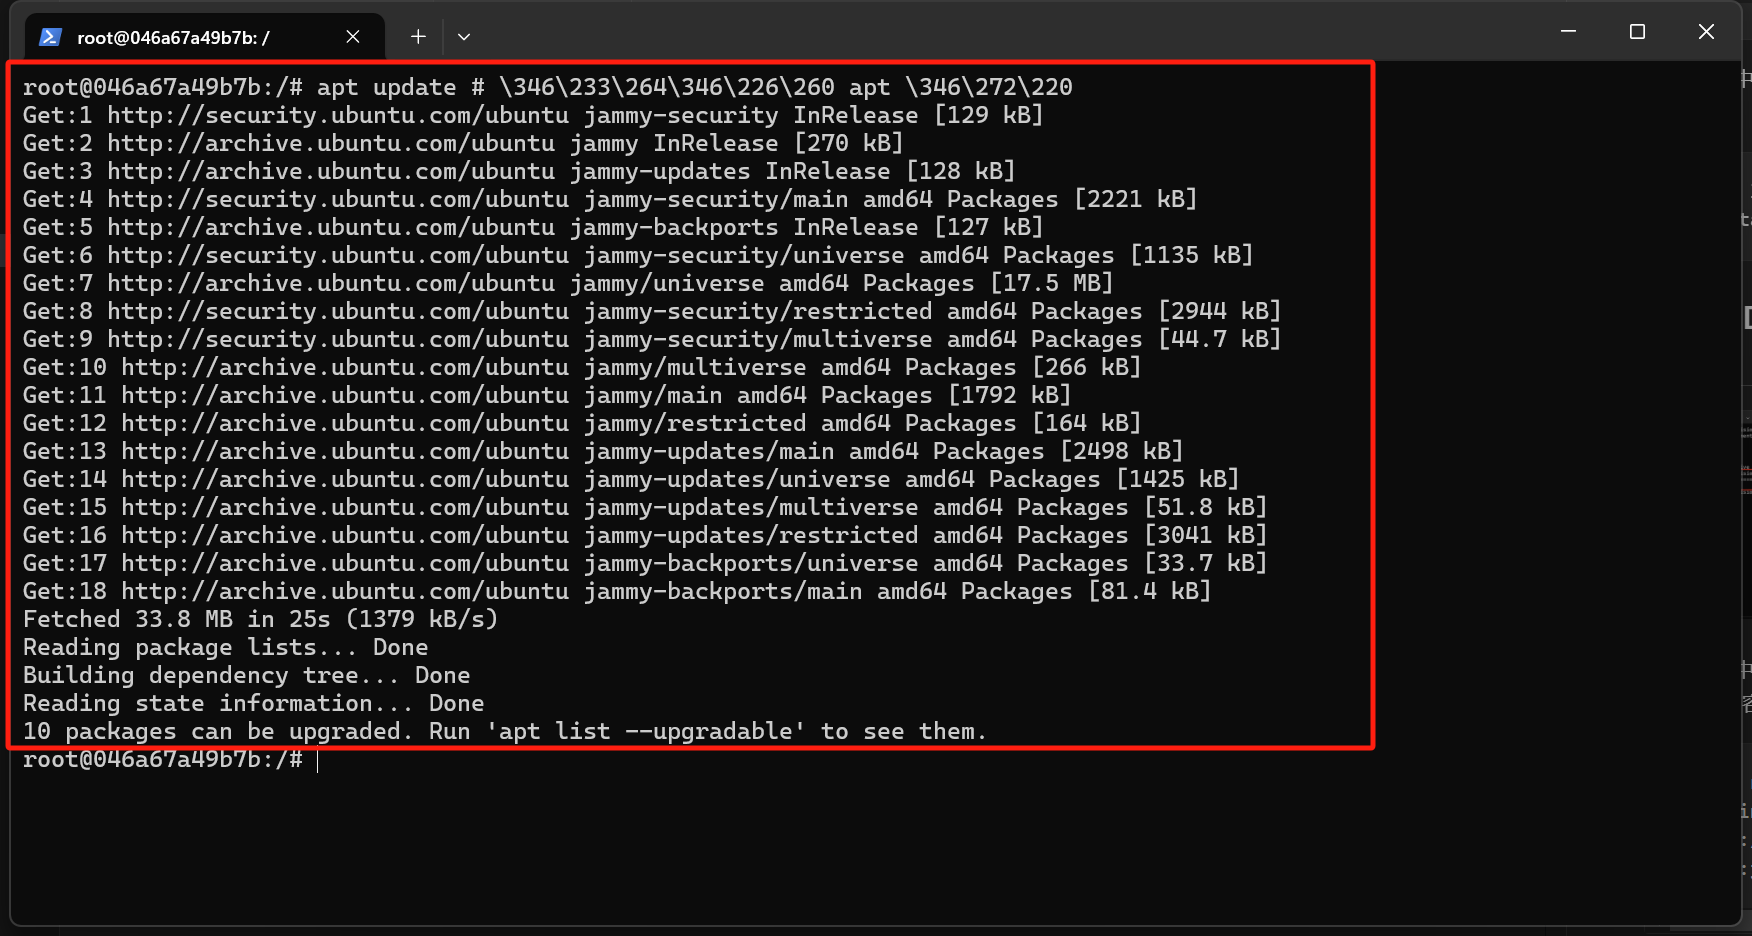 root@046a67a49b7b: /
root@046a67a49b7b:/# apt update # \346\233\264\346\226\260 apt \346\272\220
Get:1 http://security.ubuntu.com/ubuntu jammy-security InRelease [129 kB]
Get:2 http://archive.ubuntu.com/ubuntu jammy InRelease [270 kB]
Get:3 http://archive.ubuntu.com/ubuntu jammy-updates InRelease [128 kB]
Get:4 http://security.ubuntu.com/ubuntu jammy-security/main amd64 Packages [2221 kB]
Get:5 http://archive.ubuntu.com/ubuntu jammy-backports InRelease [127 kB]
Get:6 http://security.ubuntu.com/ubuntu jammy-security/universe amd64 Packages [1135 kB]
Get:7 http://archive.ubuntu.com/ubuntu jammy/universe amd64 Packages [17.5 MB]
Get:8 http://security.ubuntu.com/ubuntu jammy-security/restricted amd64 Packages [2944 kB]
Get:9 http://security.ubuntu.com/ubuntu jammy-security/multiverse amd64 Packages [44.7 kB]
Get:10 http://archive.ubuntu.com/ubuntu jammy/multiverse amd64 Packages [266 kB]
Get:11 http://archive.ubuntu.com/ubuntu jammy/main amd64 Packages [1792 kB]
Get:12 http://archive.ubuntu.com/ubuntu jammy/restricted amd64 Packages [164 kB]
Get:13 http://archive.ubuntu.com/ubuntu jammy-updates/main amd64 Packages [2498 kB]
Get:14 http://archive.ubuntu.com/ubuntu jammy-updates/universe amd64 Packages [1425 kB]
Get:15 http://archive.ubuntu.com/ubuntu jammy-updates/multiverse amd64 Packages [51.8 kB]
Get:16 http://archive.ubuntu.com/ubuntu jammy-updates/restricted amd64 Packages [3041 kB]
Get:17 http://archive.ubuntu.com/ubuntu jammy-backports/universe amd64 Packages [33.7 kB]
Get:18 http://archive.ubuntu.com/ubuntu jammy-backports/main amd64 Packages [81.4 kB]
Fetched 33.8 MB in 25s (1379 kB/s)
Reading package lists... Done
Building dependency tree... Done
Reading state information... Done
10 packages can be upgraded. Run 'apt list --upgradable' to see them.
root@046a67a49b7b:/#